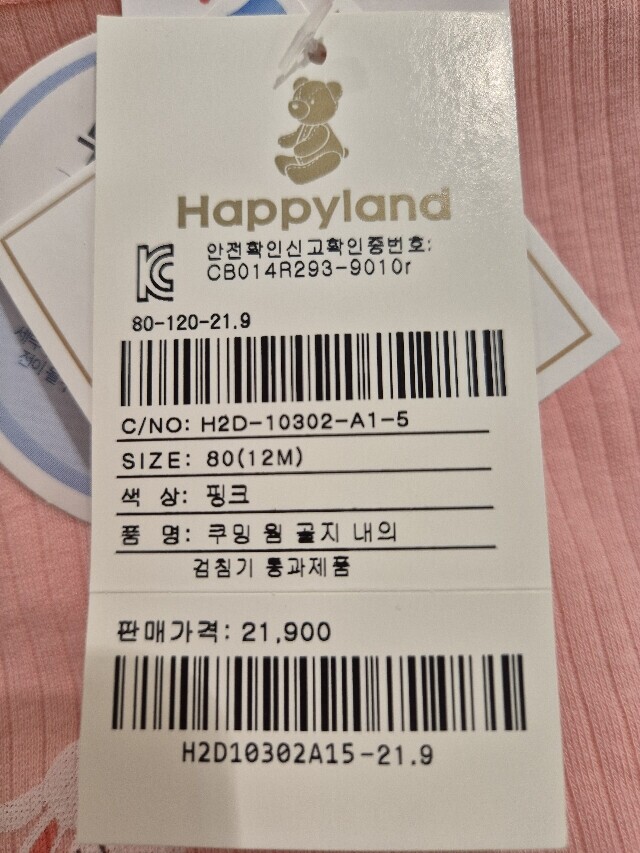 Happyland
안전확인신고확인증번호:
CB014R293-9010r
80-120-21.9
C/NO: H2D-10302-A1-5
SIZE: 80(12M)
색 상: 핑크
품 명: 쿠밍 웜 골지 내의
검침기 통과제품
판매가격: 21,900
H2D10302A15-21.9